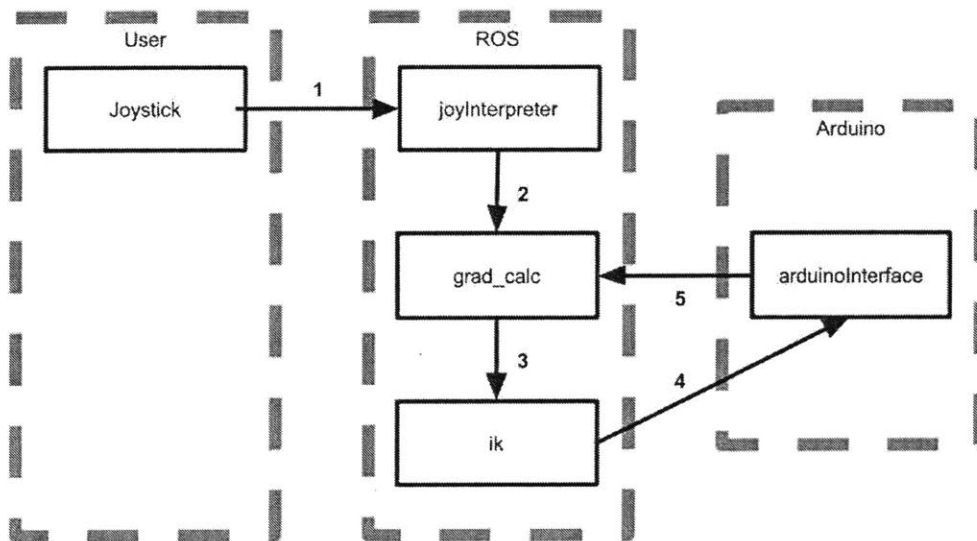 User
ROS
Joystick
1
joyInterpreter
Arduino
2
grad_calc
5
arduinoInterface
3
4
ik